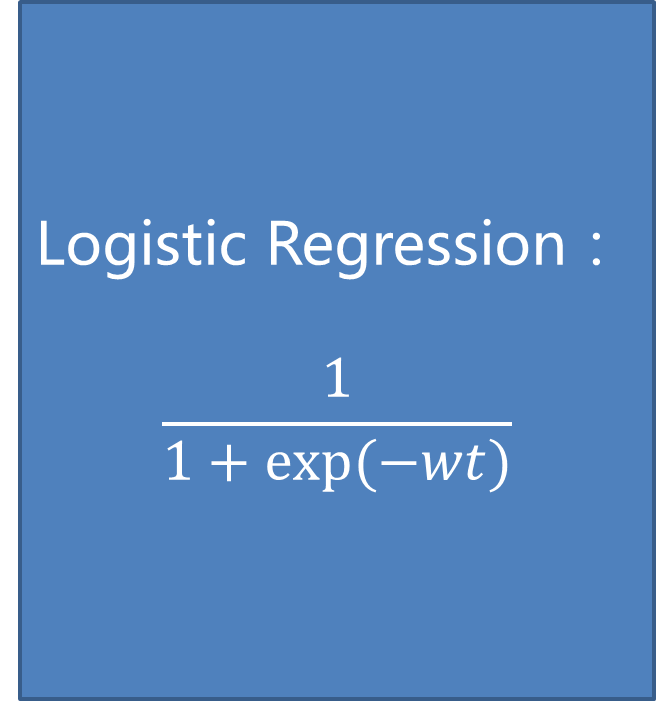 Logistic Regression :
1
1 + exp(−wt)